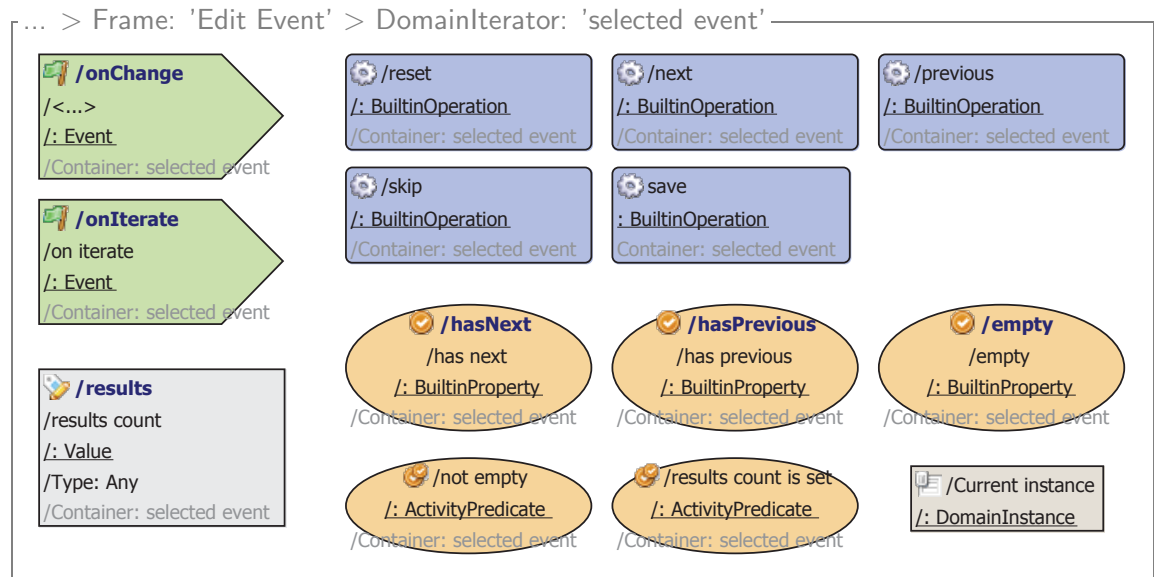 ... > Frame: 'Edit Event' > DomainIterator: 'selected event'
/onChange
/<...>
/: Event
/Container: selected event
/reset
/: BuiltinOperation
/Container: selected event
/next
/: BuiltinOperation
/Container: selected event
/previous
/: BuiltinOperation
/Container: selected event
/onIterate
/on iterate
/: Event
/Container: selected event
/skip
/: BuiltinOperation
/Container: selected event
save
: BuiltinOperation
Container: selected event
/results
/results count
/: Value
/Type: Any
/Container: selected event
/hasNext
/has next
/: BuiltinProperty
/Container: selected event
/hasPrevious
/has previous
/: BuiltinProperty
/Container: selected event
/empty
/empty
/: BuiltinProperty
/Container: selected event
/not empty
/: ActivityPredicate
/Container: selected event
/results count is set
/: ActivityPredicate
/Container: selected event
/Current instance
/: DomainInstance